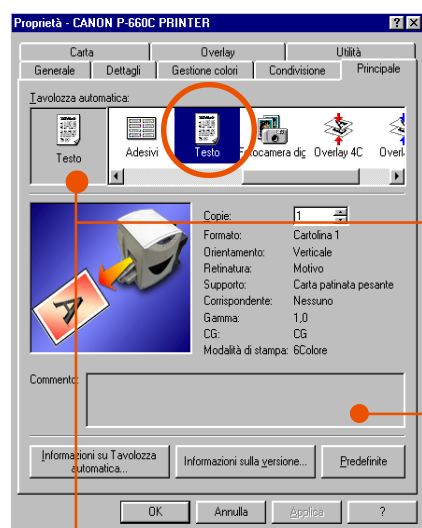 Proprietà - CANON P-660C PRINTER
Carta Overlay Utilità
Generale Dettagli Gestione colori Condivisione Principale
Tavolozza automatica:
Testo
Adesivi Testo Fotocamera dig Overlay 4C Overl
Copie: 1
Formato: Cartolina 1
Orientamento: Verticale
Retinatura: Motivo
Supporto: Carta patinata pesante
Corrispondente: Nessuno
Gamma: 1,0
CG: CG
Modalità di stampa: 6Colore
Commento:
Informazioni su Tavolozza
automatica...
Informazioni sulla versione...
Predefinite
OK Annulla Applica ?